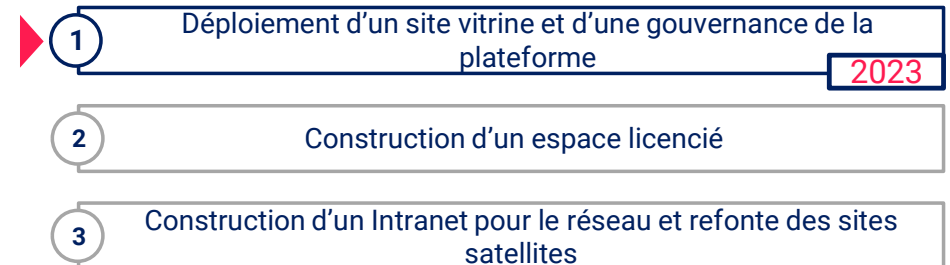 1
Déploiement d'un site vitrine et d'une gouvernance de la
plateforme
2023
2
Construction d'un espace licencié
3
Construction d'un Intranet pour le réseau et refonte des sites
satellites